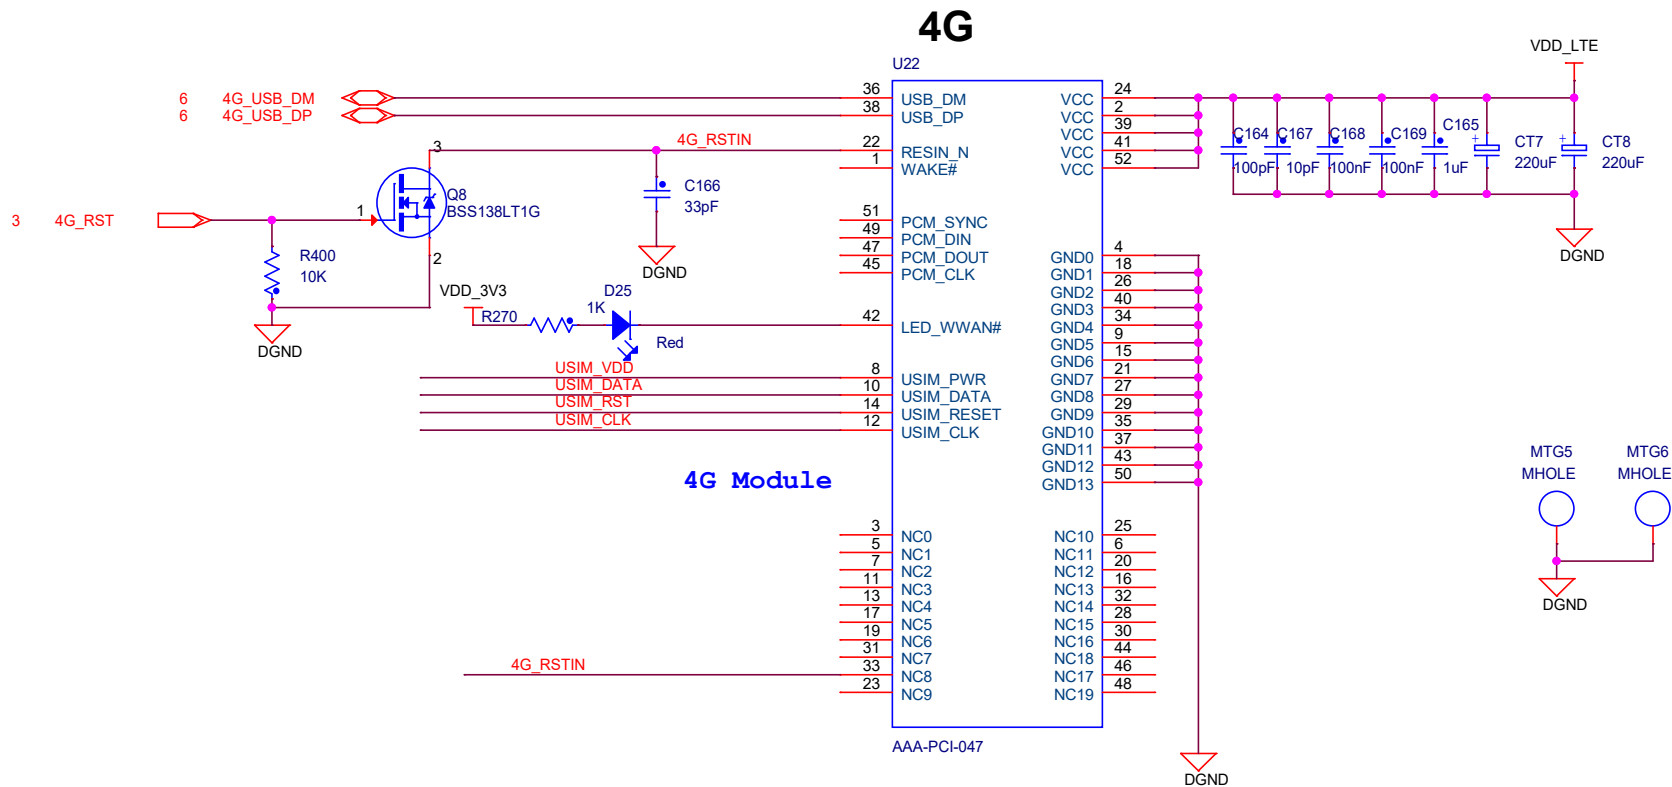 4G
U22
VDD_LTE
6 4G_USB_DM 36 USB_DM VCC 24
6 4G_USB_DP 38 USB_DP VCC 2
VCC 39
3 4G_RSTIN 22 RESIN_N VCC 41
1 WAKE# VCC 52
C164 100pF
C167 10pF
C168 100nF
C169 100nF
C165 1uF
+ CT7 220uF
+ CT8 220uF
DGND
Q8
BSS138LT1G
C166
33pF
DGND
3 4G_RST 1
2
R400
10K
DGND
51 PCM_SYNC
49 PCM_DIN
47 PCM_DOUT
45 PCM_CLK
VDD_3V3
R270 1K
D25
Red
42 LED_WWAN#
USIM_VDD 8 USIM_PWR
USIM_DATA 10 USIM_DATA
USIM_RST 14 USIM_RESET
USIM_CLK 12 USIM_CLK
GND0 4
GND1 18
GND2 26
GND3 40
GND4 34
GND5 9
GND6 15
GND7 21
GND8 27
GND9 29
GND10 35
GND11 37
GND12 43
GND13 50
4G Module
MTG5
MHOLE
MTG6
MHOLE
DGND
3 NC0 NC10 25
5 NC1 NC11 6
7 NC2 NC12 20
11 NC3 NC13 16
13 NC4 NC14 32
17 NC5 NC15 28
19 NC6 NC16 30
31 NC7 NC18 44
4G_RSTIN 33 NC8 NC17 46
23 NC9 NC19 48
AAA-PCI-047
DGND